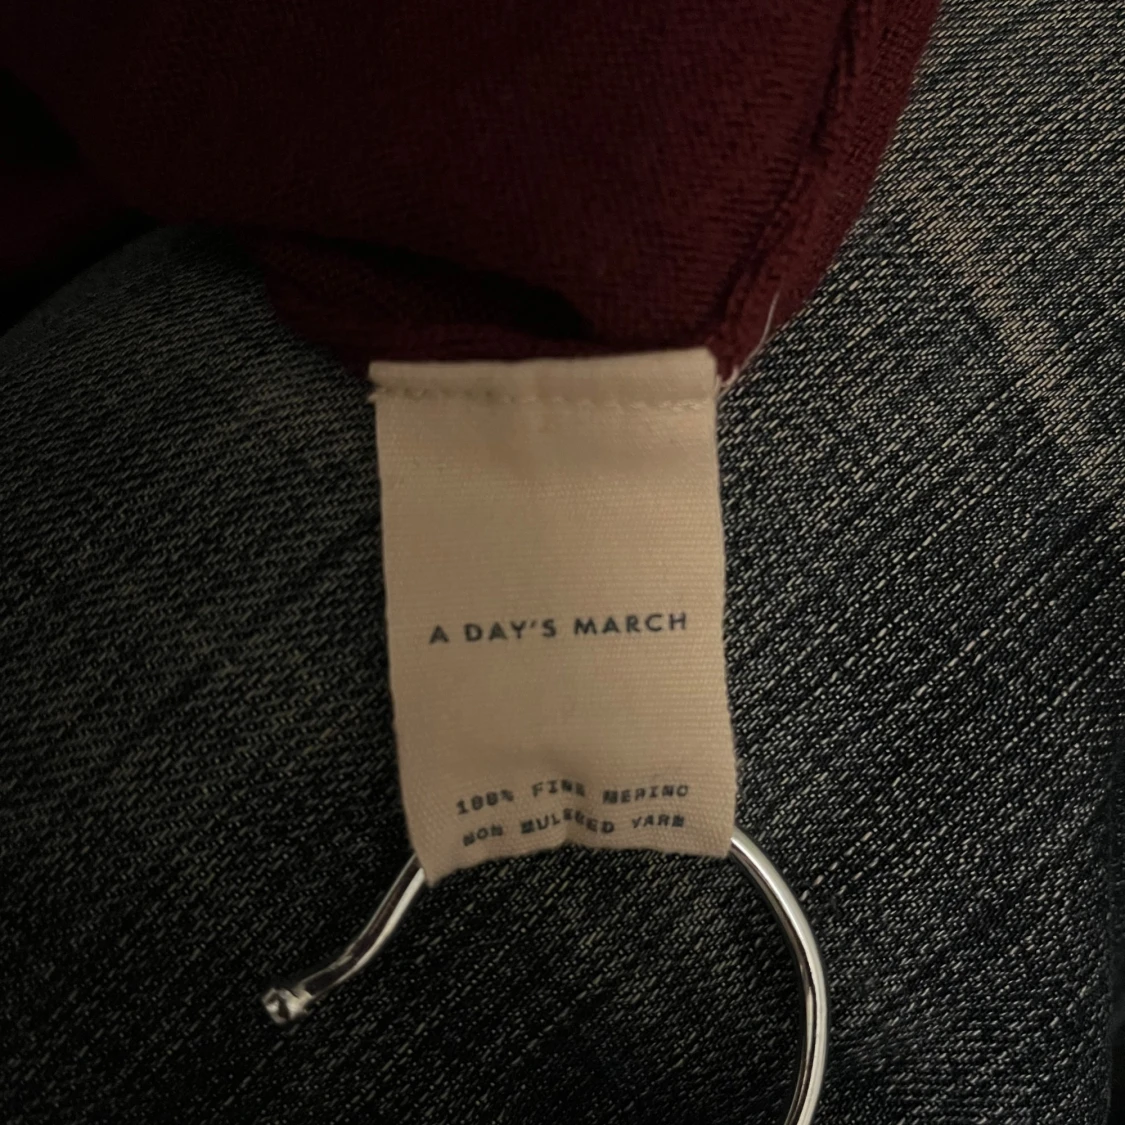 A DAY'S MARCH
100% FINE MERINO
NON MULESED YARN